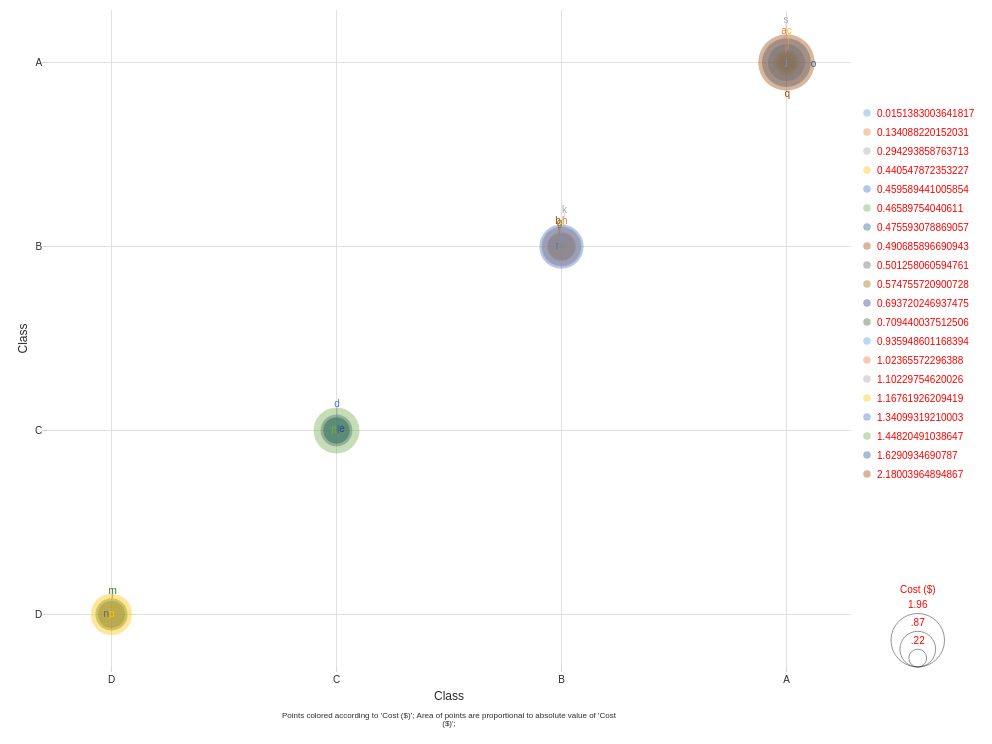 s
ac
A
j
o
q
0.0151383003641817
0.134088220152031
0.294293858763713
0.440547872353227
0.459589441005854
0.46589754040611
0.475593078869057
0.490685896690943
0.501258060594761
0.574755720900728
0.693720246937475
0.709440037512506
0.935948601168394
1.02365572296388
1.10229754620026
1.16761926209419
1.34099319210003
1.44820491038647
1.6290934690787
2.18003964894867
k
h
B
r
Class
d
C
e
m
D
n
Cost ($)
1.96
.87
.22
D
C
B
A
Class
Points colored according to 'Cost ($)'; Area of points are proportional to absolute value of 'Cost
($)';